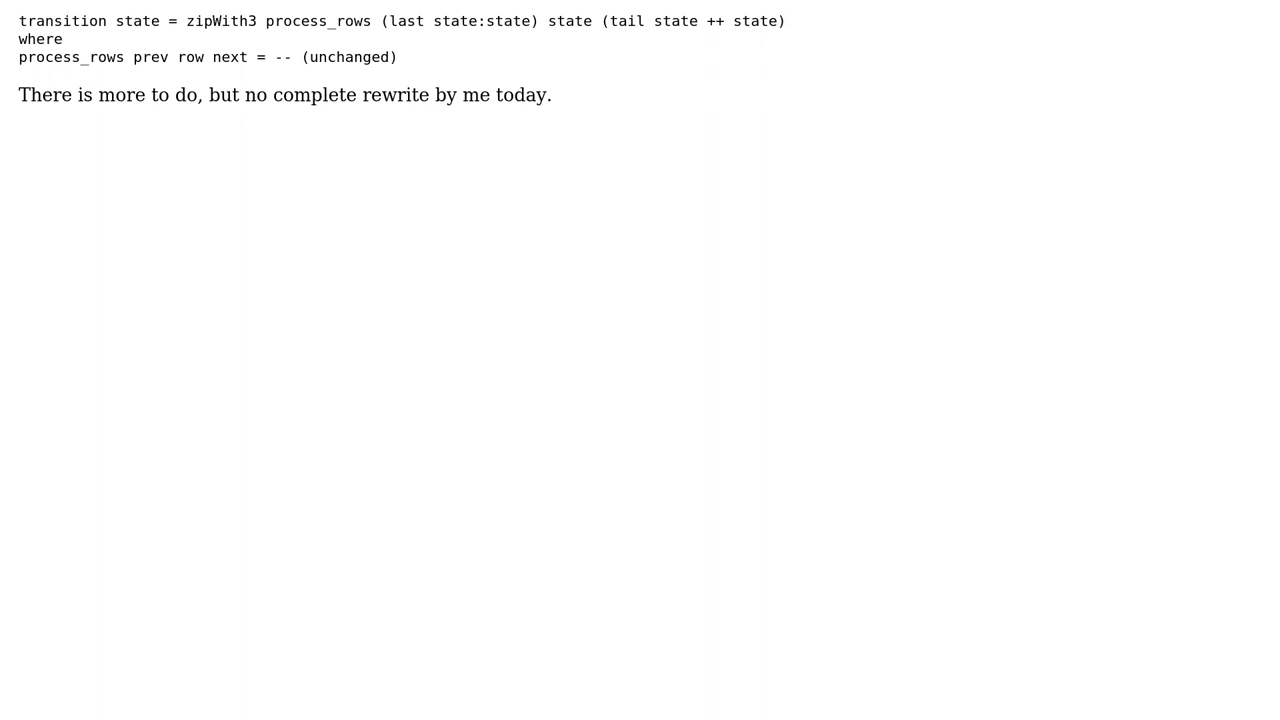 transition state = zipWith3 process_rows (last state:state) state (tail state ++ state)
where
process_rows prev row next = -- (unchanged)
There is more to do, but no complete rewrite by me today.